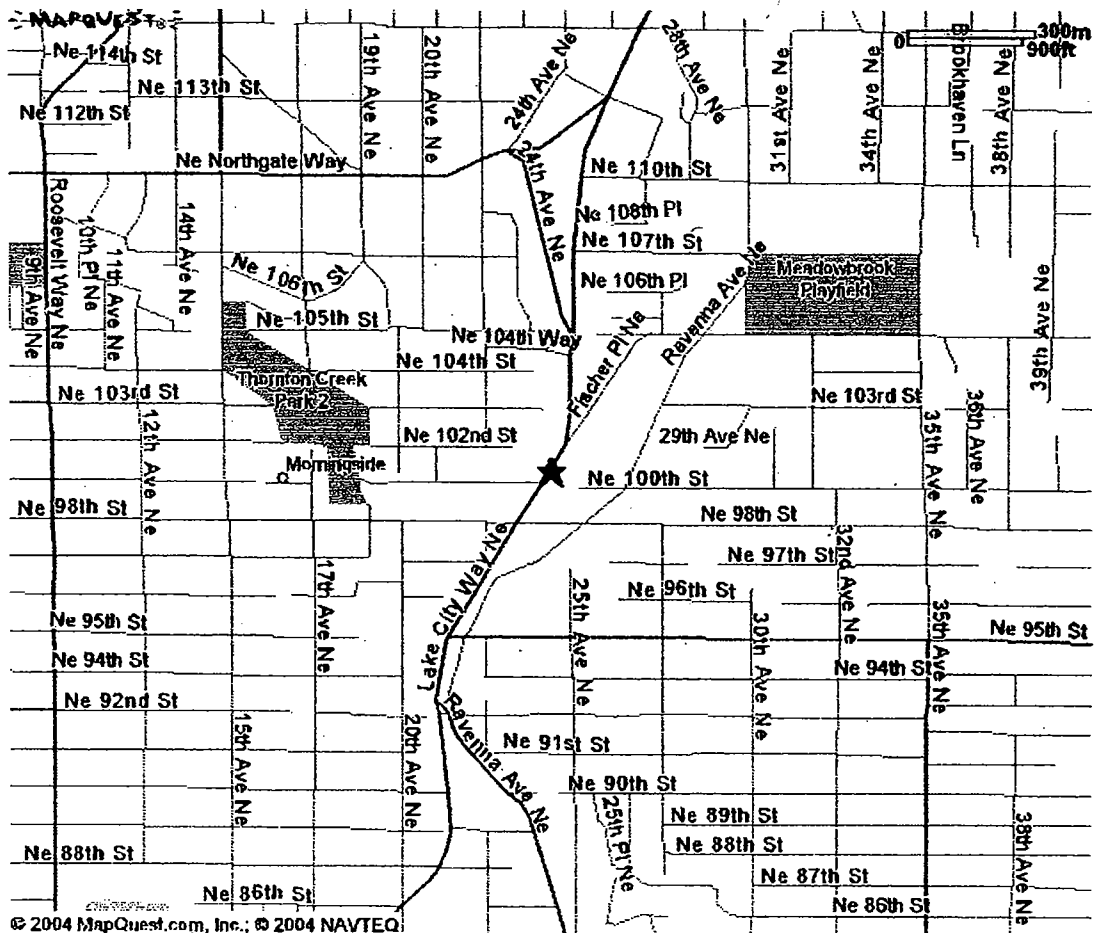 MAPQUEST®
300m
0
900ft
Ne 114th St
Ne 113th St
Ne 112th St
19th Ave Ne
20th Ave Ne
24th Ave Ne
28th Ave Ne
31st Ave Ne
34th Ave Ne
Brookhaven Ln
38th Ave Ne
Ne Northgate Way
24th Ave Ne
Ne 110th St
Roosevelt Way Ne
10th Pl Ne
11th Ave Ne
14th Ave Ne
9th Ave Ne
Ne 108th Pl
Ne 107th St
Ne 106th St
Ne 106th Pl
Ravenna Ave Ne
Meadowbrook
Playfield
Ne 105th St
Ne 104th Way
Fischer Pl Ne
39th Ave Ne
Ne 104th St
Thornton Creek
Park 2
Ne 103rd St
Ne 103rd St
12th Ave Ne
Ne 102nd St
29th Ave Ne
35th Ave Ne
36th Ave Ne
Morningside
Ne 100th St
Ne 98th St
Ne 98th St
Lake City Way Ne
32nd Ave Ne
Ne 97th St
17th Ave Ne
25th Ave Ne
Ne 96th St
30th Ave Ne
35th Ave Ne
Ne 95th St
Ne 95th St
Ne 94th St
Ne 94th St
Ne 92nd St
15th Ave Ne
20th Ave Ne
Ravenna Ave Ne
Ne 91st St
Ne 90th St
25th Pl Ne
Ne 89th St
38th Ave Ne
Ne 88th St
Ne 88th St
Ne 87th St
Ne 86th St
Ne 86th St
© 2004 MapQuest.com, Inc.; © 2004 NAVTEQ